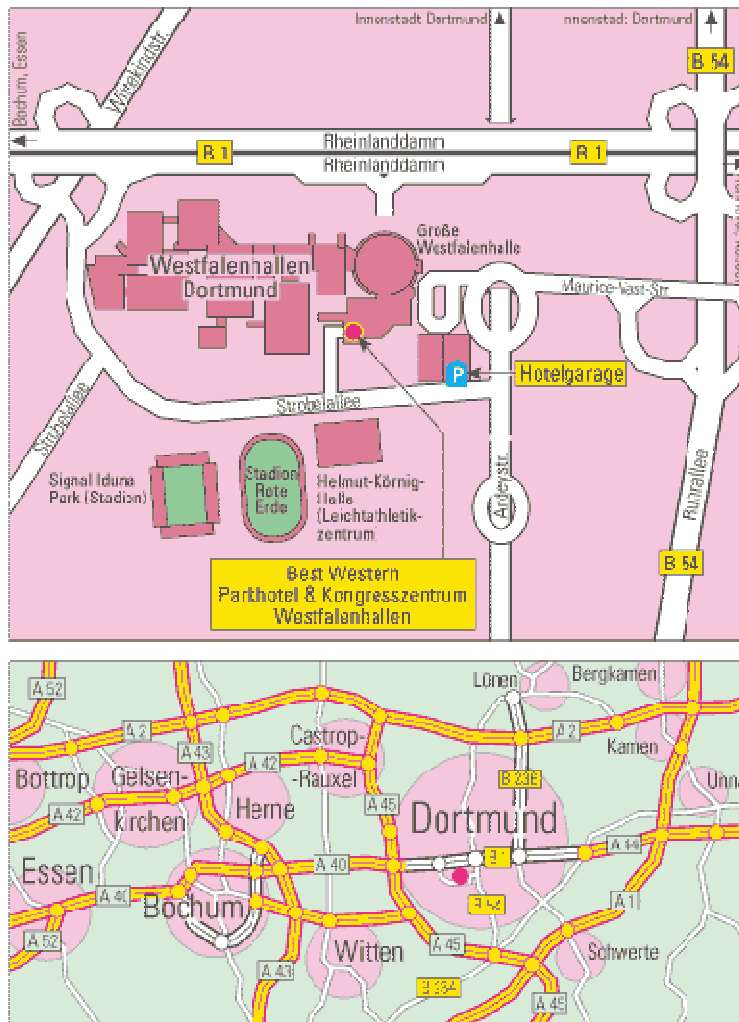 Innenstadt Dortmund
Innenstadt Dortmund
Bochum, Essen
B 54
Rheinlanddamm
B 1
B 1
Rheinlanddamm
Große
Westfalenhalle
Westfalenhallen
Dortmund
P
Hotelgarage
Strobelallee
Strobelallee
Signal Iduna
Park (Stadion)
Stadion
Rote
Erde
Helmut-Körnig-
Halle
(Leichtathletik-
zentrum
Ardeystr.
Ruhrallee
B 54
Best Western
Parkhotel & Kongresszentrum
Westfalenhallen
A 52
Lünen
Bergkamen
A 2
A 43
Castrop-
-Rauxel
A 2
Kamen
Bottrop
Gelsen-
kirchen
A 42
Herne
A 42
A 45
Dortmund
B 236
Unna
Essen
A 40
Bochum
A 40
B 1
A 44
A 52
A 43
Witten
A 45
B 54
A 1
Schwerte
A 45